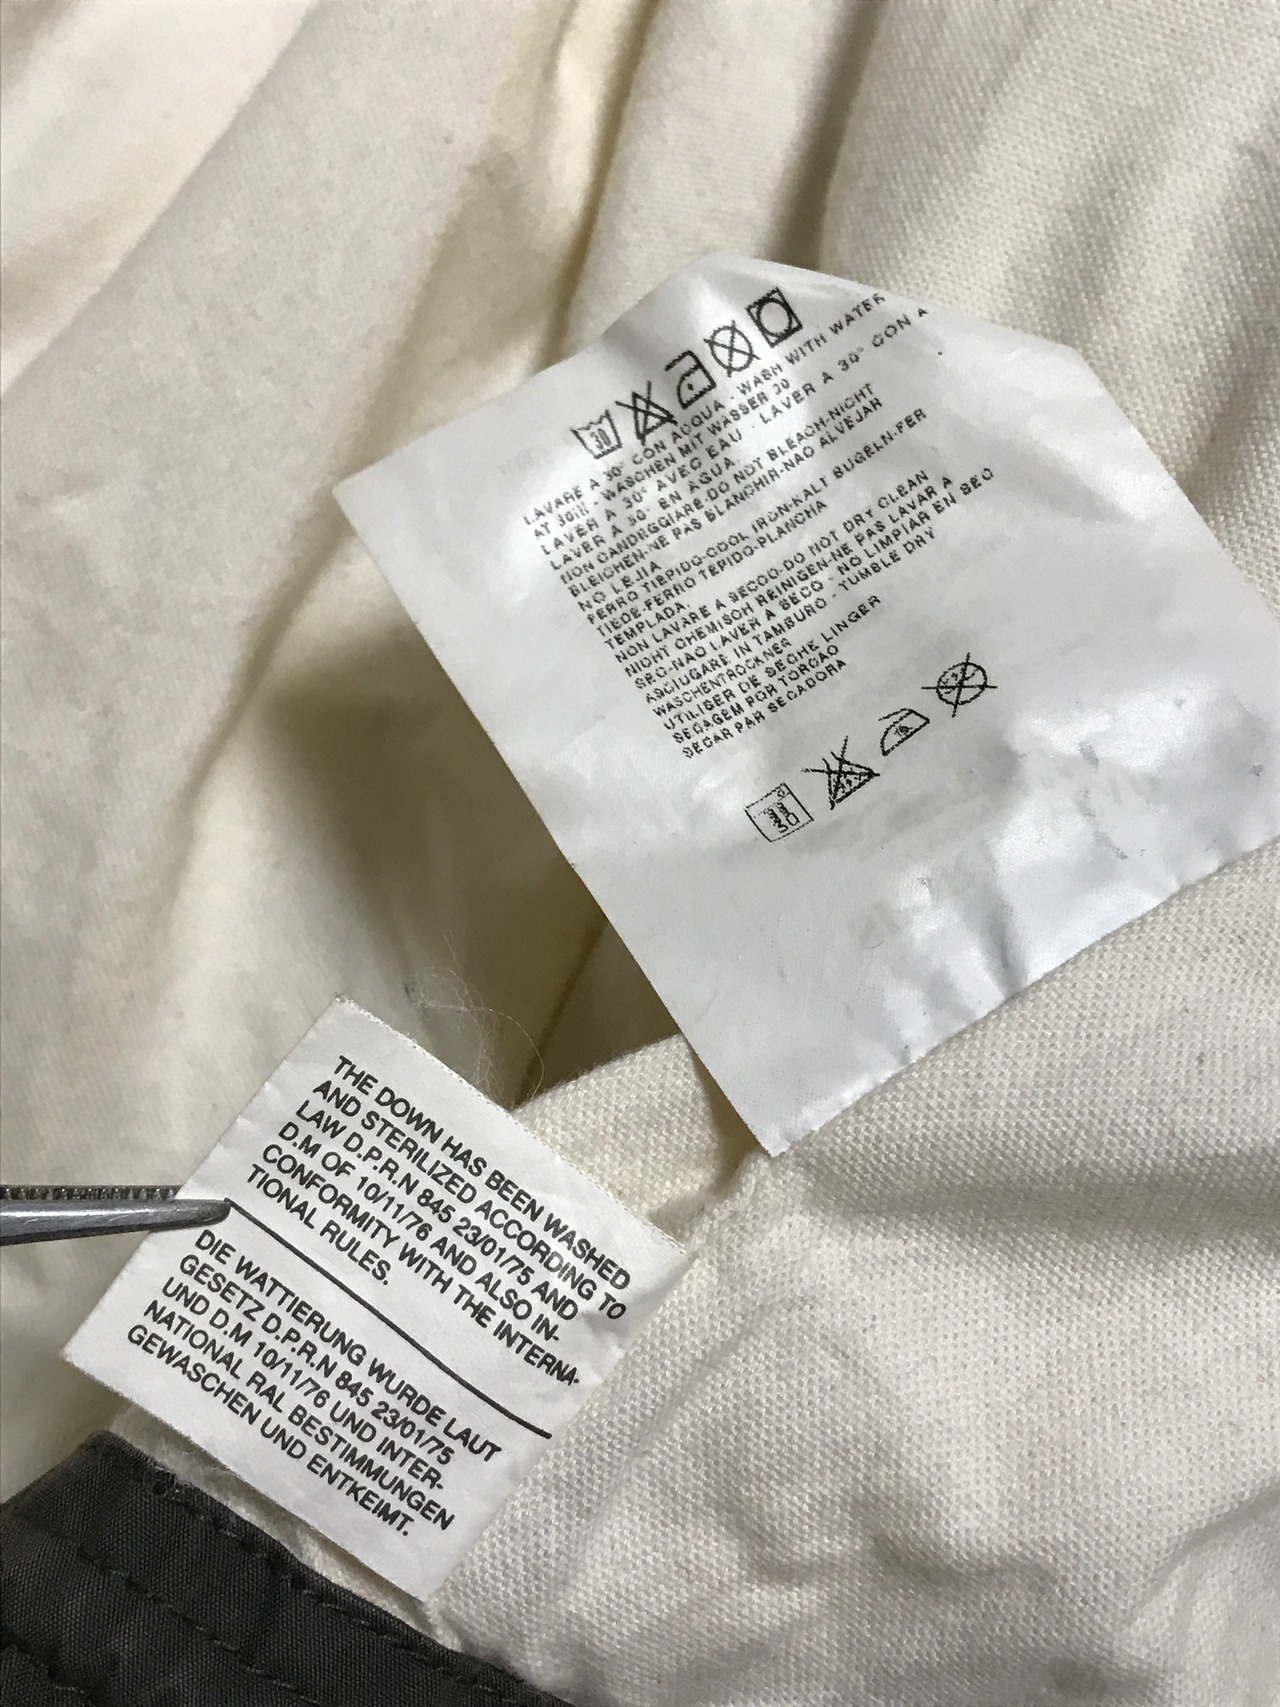 LAVARE A 30° CON ACQUA - WASH WITH WATER
AT 30iii - WASCHEN MIT WASSER 30
LAVER A 30° AVEC EAU - LAVER A 30° CON A
LAVER A 30° EN AGUA.
NON CANDEGGIARE-DO NOT BLEACH-NICHT
BLEICHEN-NE PAS BLANCHIR-NAO ALVEJAR
NO LEJIA
FERRO TIEPIDO-COOL IRON-KALT BUGELN-FER
TIEDE-FERRO TEPIDO-PLANCHA
TEMPLADA.
NON LAVARE A SECCO-DO NOT DRY CLEAN
NICHT CHEMISCH REINIGEN-NE PAS LAVAR A
SEC-NAO LAVER A SECO - NO LIMPIAR EN SEC
ASCIUGARE IN TAMBURO - TUMBLE DRY
WASCHENTROCKNER
UTILISER DE SECHE LINGER
SECAGEM POR TORCAO
SECAR PAR SECADORA
30
THE DOWN HAS BEEN WASHED
AND STERILIZED ACCORDING TO
LAW D.P.R.N 845 23/01/75 AND
D.M OF 10/11/76 AND ALSO IN-
CONFORMITY WITH THE INTERNA-
TIONAL RULES.
DIE WATTIERUNG WURDE LAUT
GESETZ D.P.R.N 845 23/01/75
UND D.M 10/11/76 UND INTER-
NATIONAL RAL BESTIMMUNGEN
GEWASCHEN UND ENTKEIMT.